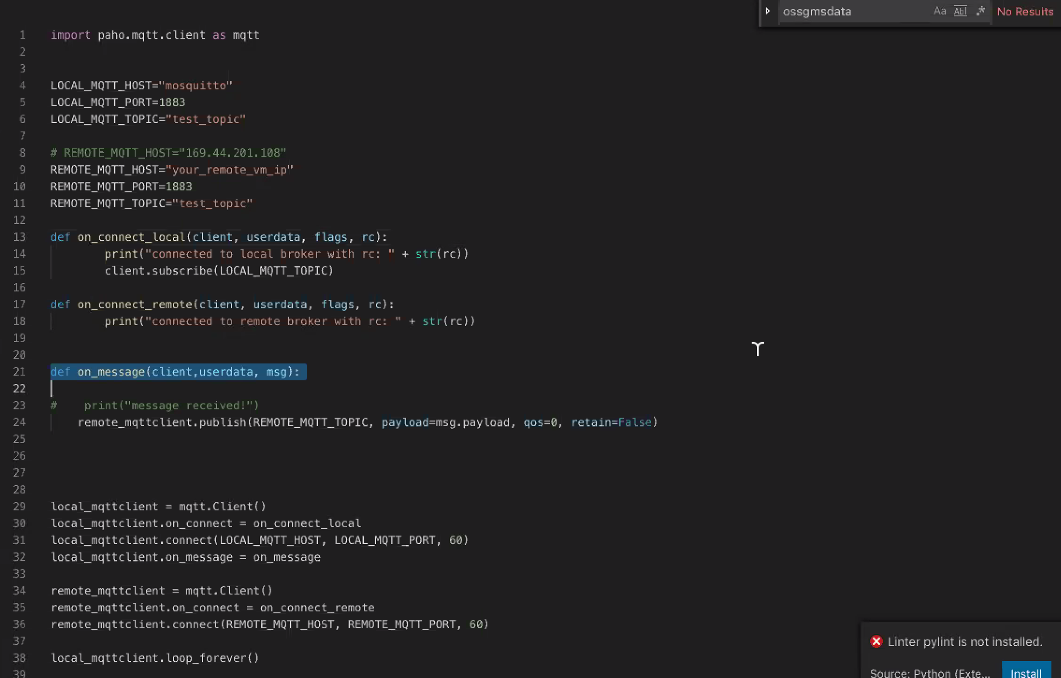 ossgmsdata
Aa Abl .* No Results
1 import paho.mqtt.client as mqtt
2
3
4 LOCAL_MQTT_HOST="mosquitto"
5 LOCAL_MQTT_PORT=1883
6 LOCAL_MQTT_TOPIC="test_topic"
7
8 # REMOTE_MQTT_HOST="169.44.201.108"
9 REMOTE_MQTT_HOST="your_remote_vm_ip"
10 REMOTE_MQTT_PORT=1883
11 REMOTE_MQTT_TOPIC="test_topic"
12
13 def on_connect_local(client, userdata, flags, rc):
14         print("connected to local broker with rc: " + str(rc))
15         client.subscribe(LOCAL_MQTT_TOPIC)
16
17 def on_connect_remote(client, userdata, flags, rc):
18         print("connected to remote broker with rc: " + str(rc))
19
20
21 def on_message(client,userdata, msg):
22
23 #    print("message received!")
24     remote_mqttclient.publish(REMOTE_MQTT_TOPIC, payload=msg.payload, qos=0, retain=False)
25
26
27
28
29 local_mqttclient = mqtt.Client()
30 local_mqttclient.on_connect = on_connect_local
31 local_mqttclient.connect(LOCAL_MQTT_HOST, LOCAL_MQTT_PORT, 60)
32 local_mqttclient.on_message = on_message
33
34 remote_mqttclient = mqtt.Client()
35 remote_mqttclient.on_connect = on_connect_remote
36 remote_mqttclient.connect(REMOTE_MQTT_HOST, REMOTE_MQTT_PORT, 60)
37
38 local_mqttclient.loop_forever()
39
Linter pylint is not installed.
Source: Python (Exte... Install